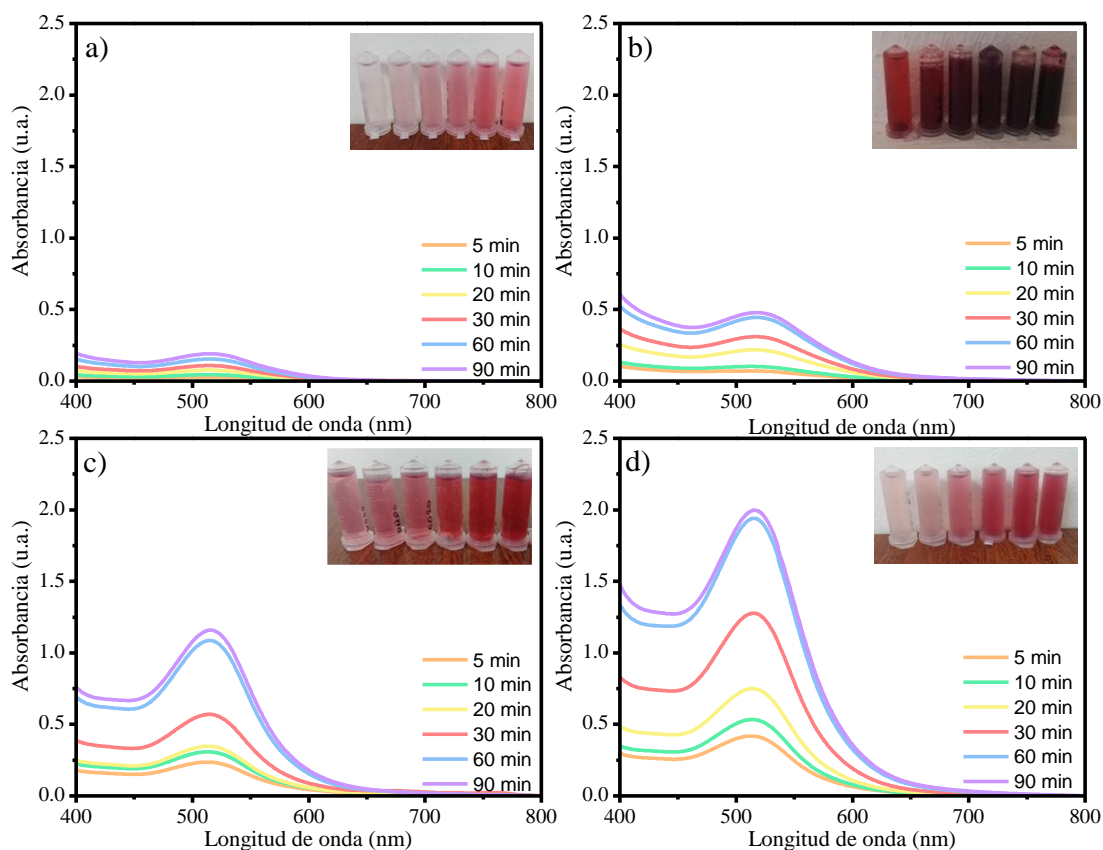 a)
2.5
2.0
1.5
1.0
0.5
0.0
Absorbancia (u.a.)
5 min
10 min
20 min
30 min
60 min
90 min
400 500 600 700 800
Longitud de onda (nm)
b)
2.5
2.0
1.5
1.0
0.5
0.0
Absorbancia (u.a.)
5 min
10 min
20 min
30 min
60 min
90 min
400 500 600 700 800
Longitud de onda (nm)
c)
2.5
2.0
1.5
1.0
0.5
0.0
Absorbancia (u.a.)
5 min
10 min
20 min
30 min
60 min
90 min
400 500 600 700 800
Longitud de onda (nm)
d)
2.5
2.0
1.5
1.0
0.5
0.0
Absorbancia (u.a.)
5 min
10 min
20 min
30 min
60 min
90 min
400 500 600 700 800
Longitud de onda (nm)